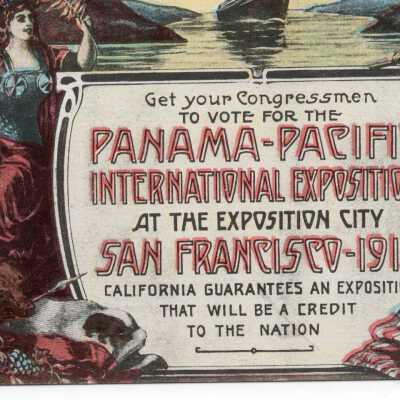 Get your Congressmen
TO VOTE FOR THE
PANAMA-PACIFI
INTERNATIONAL EXPOSITIO
AT THE EXPOSITION CITY
SAN FRANCISCO-191
CALIFORNIA GUARANTEES AN EXPOSITI
THAT WILL BE A CREDIT
TO THE NATION